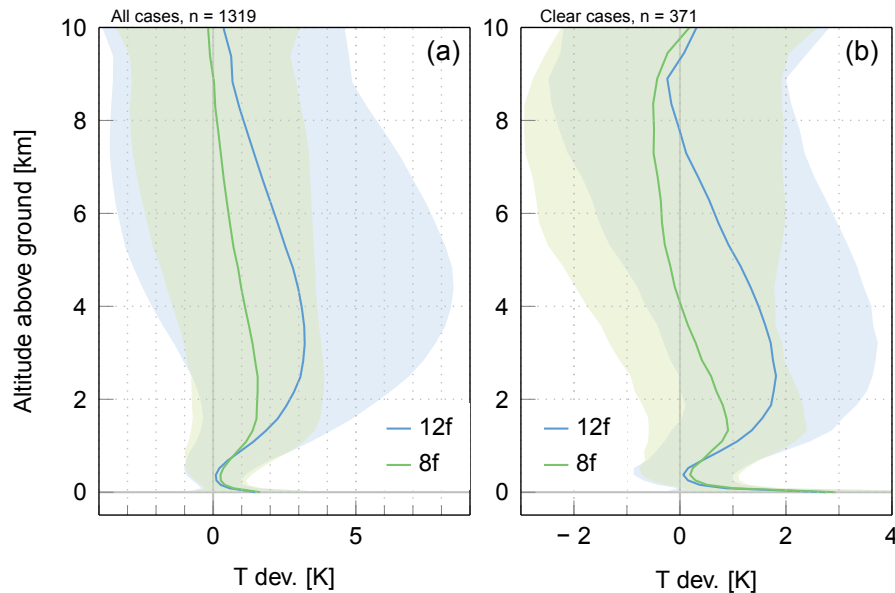 All cases, n = 1319
Clear cases, n = 371
(a)
(b)
10
8
6
4
2
0
10
8
6
4
2
0
Altitude above ground [km]
12f
8f
12f
8f
0 5
− 2 0 2 4
T dev. [K]
T dev. [K]